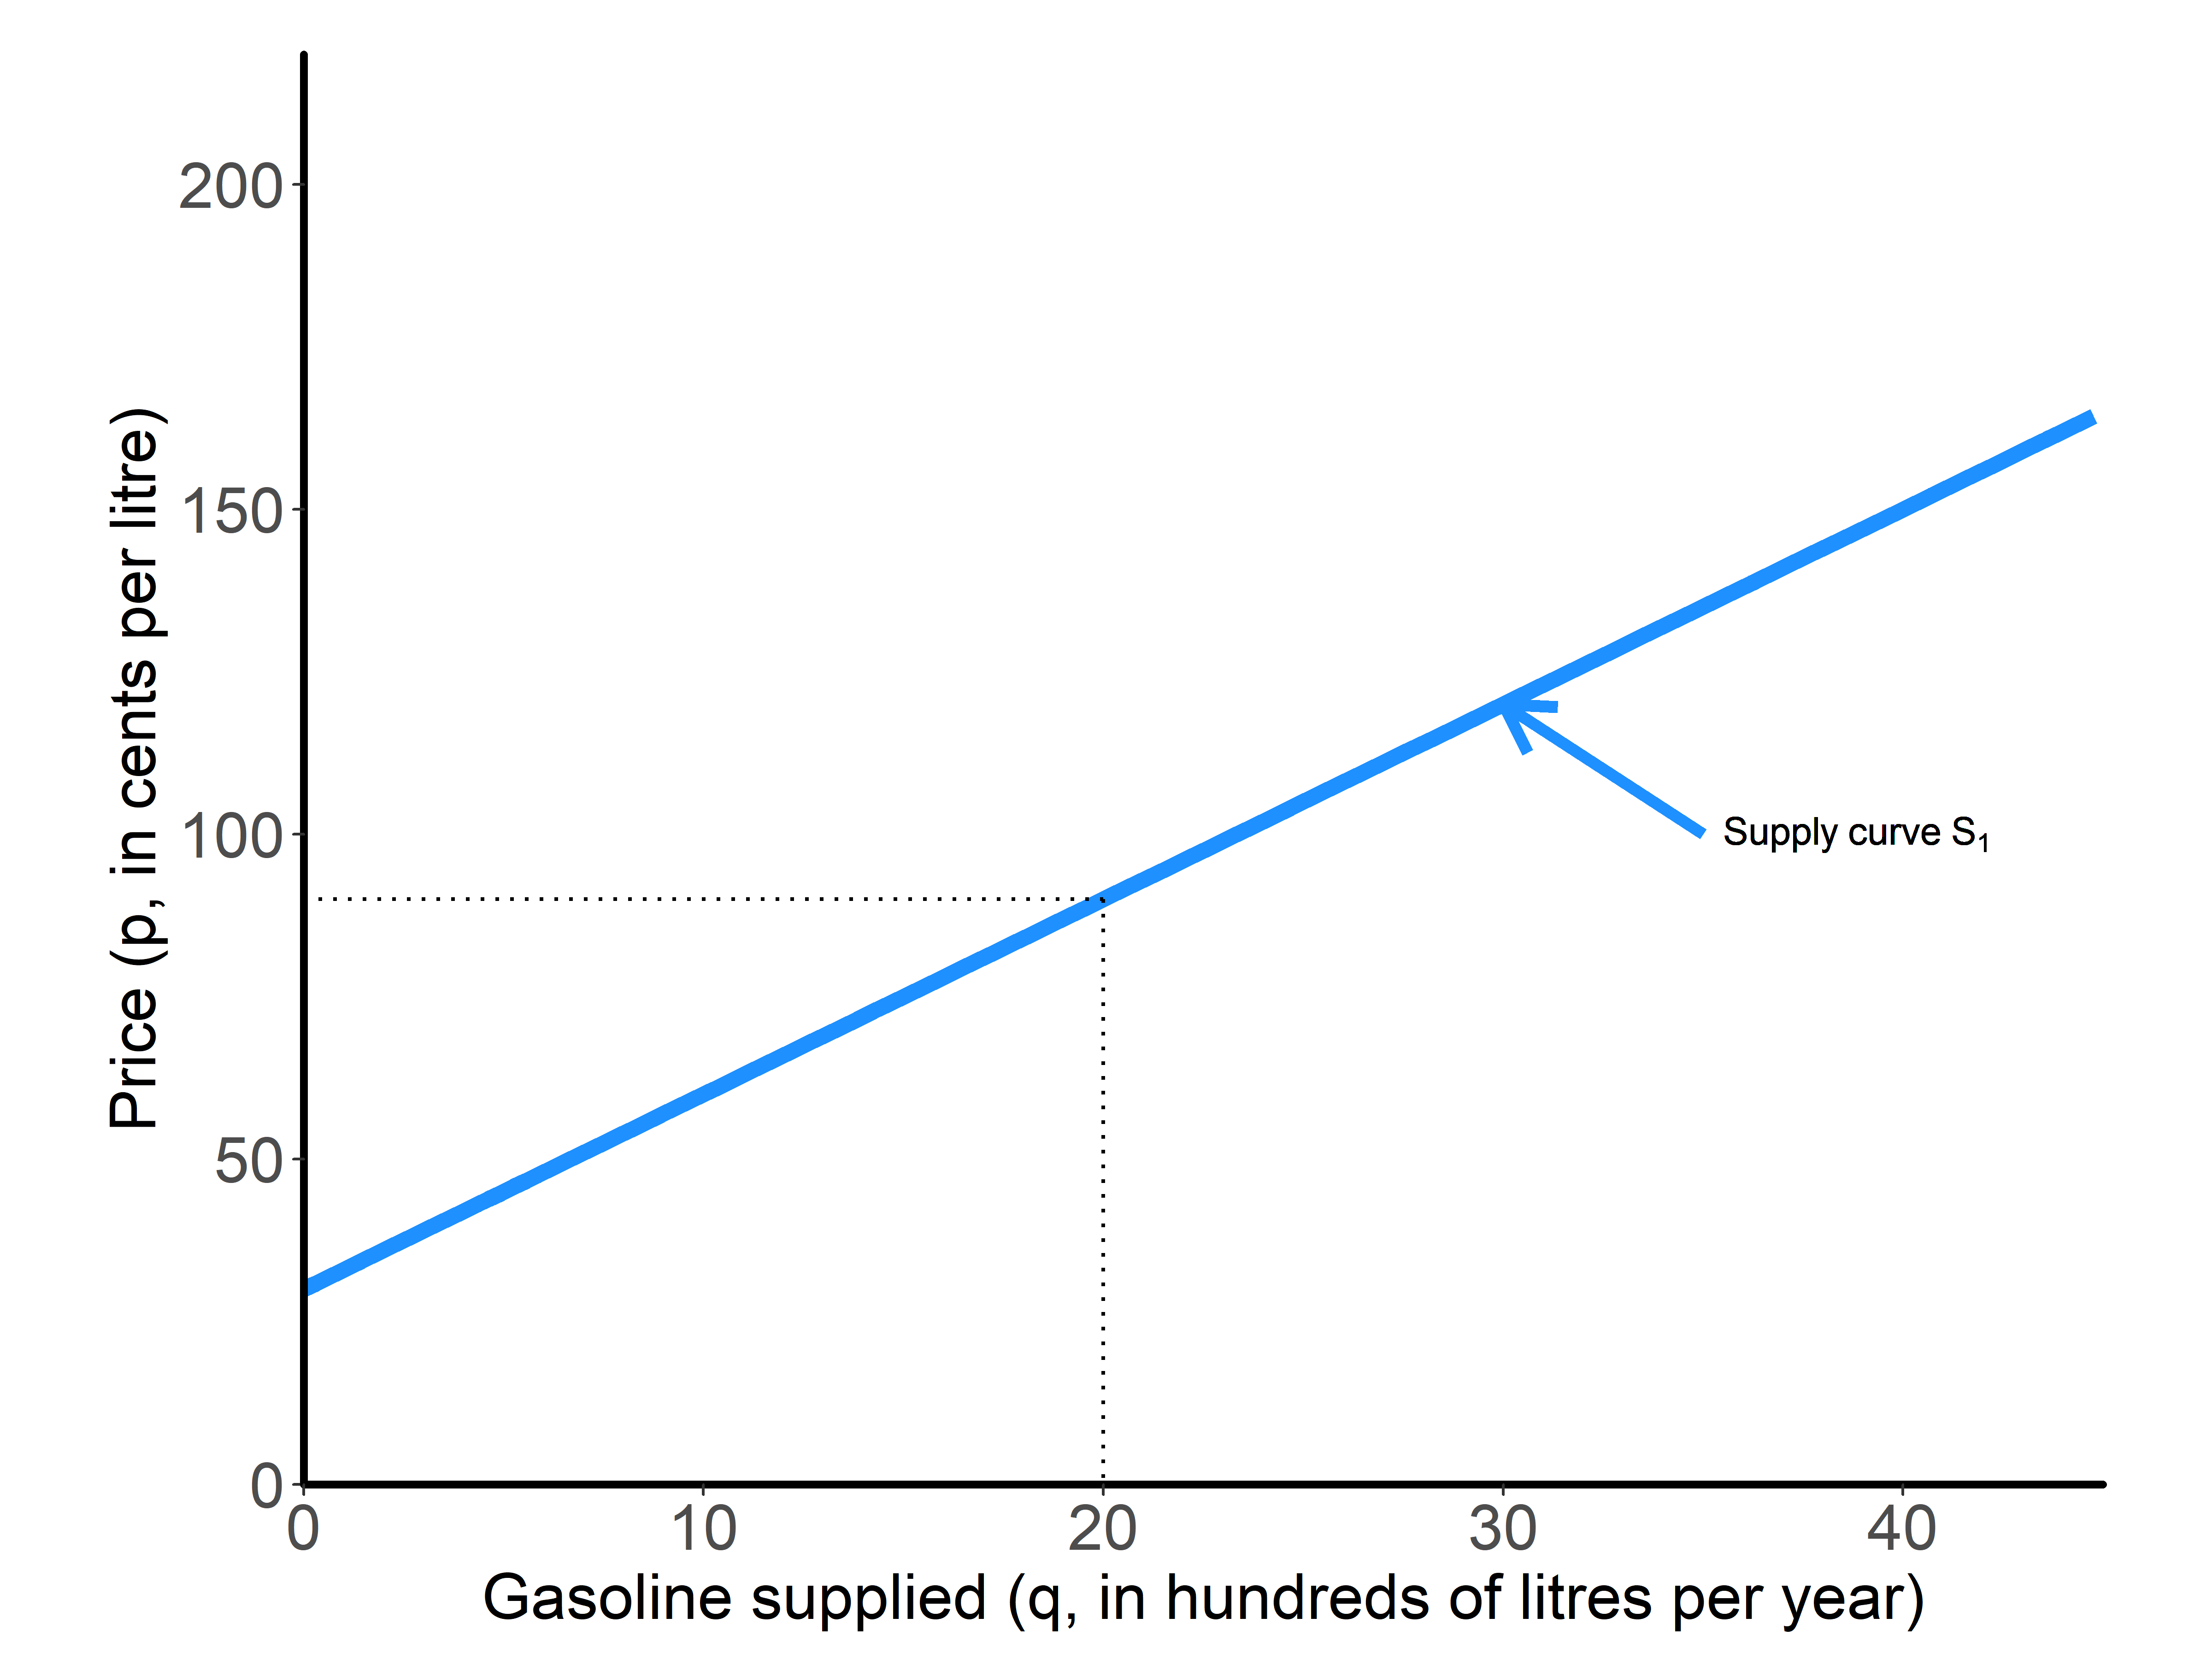 Price (p, in cents per litre)
200
150
100
50
0
Supply curve S₁
0 10 20 30 40
Gasoline supplied (q, in hundreds of litres per year)